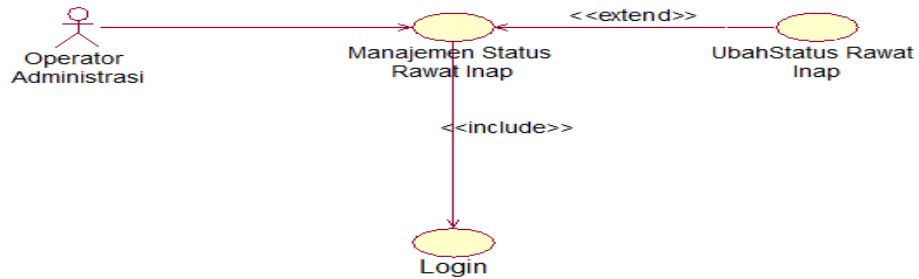 <<extend>>
Operator
Administrasi
Manajemen Status
Rawat Inap
UbahStatus Rawat
Inap
<<include>>
Login